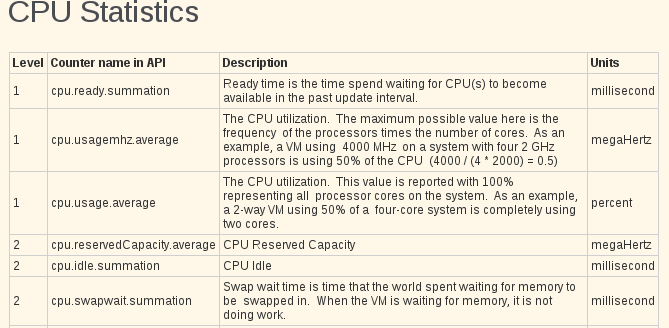 CPU Statistics
Level Counter name in API Description Units
1 cpu.ready.summation Ready time is the time spend waiting for CPU(s) to become millisecond
available in the past update interval.
The CPU utilization.  The maximum possible value here is the
frequency  of the processors times the number of cores.  As an
1 cpu.usagemhz.average example, a VM using  4000 MHz  on a system with four 2 GHz megaHertz
processors is using 50% of the CPU  (4000 / (4 * 2000) = 0.5)
The CPU utilization.  This value is reported with 100%
representing all  processor cores on the system.  As an example,
1 cpu.usage.average a 2-way VM using 50% of a  four-core system is completely using percent
two cores.
2 cpu.reservedCapacity.average CPU Reserved Capacity megaHertz
2 cpu.idle.summation CPU Idle millisecond
Swap wait time is time that the world spent waiting for memory to
2 cpu.swapwait.summation be  swapped in.  When the VM is waiting for memory, it is not millisecond
doing work.